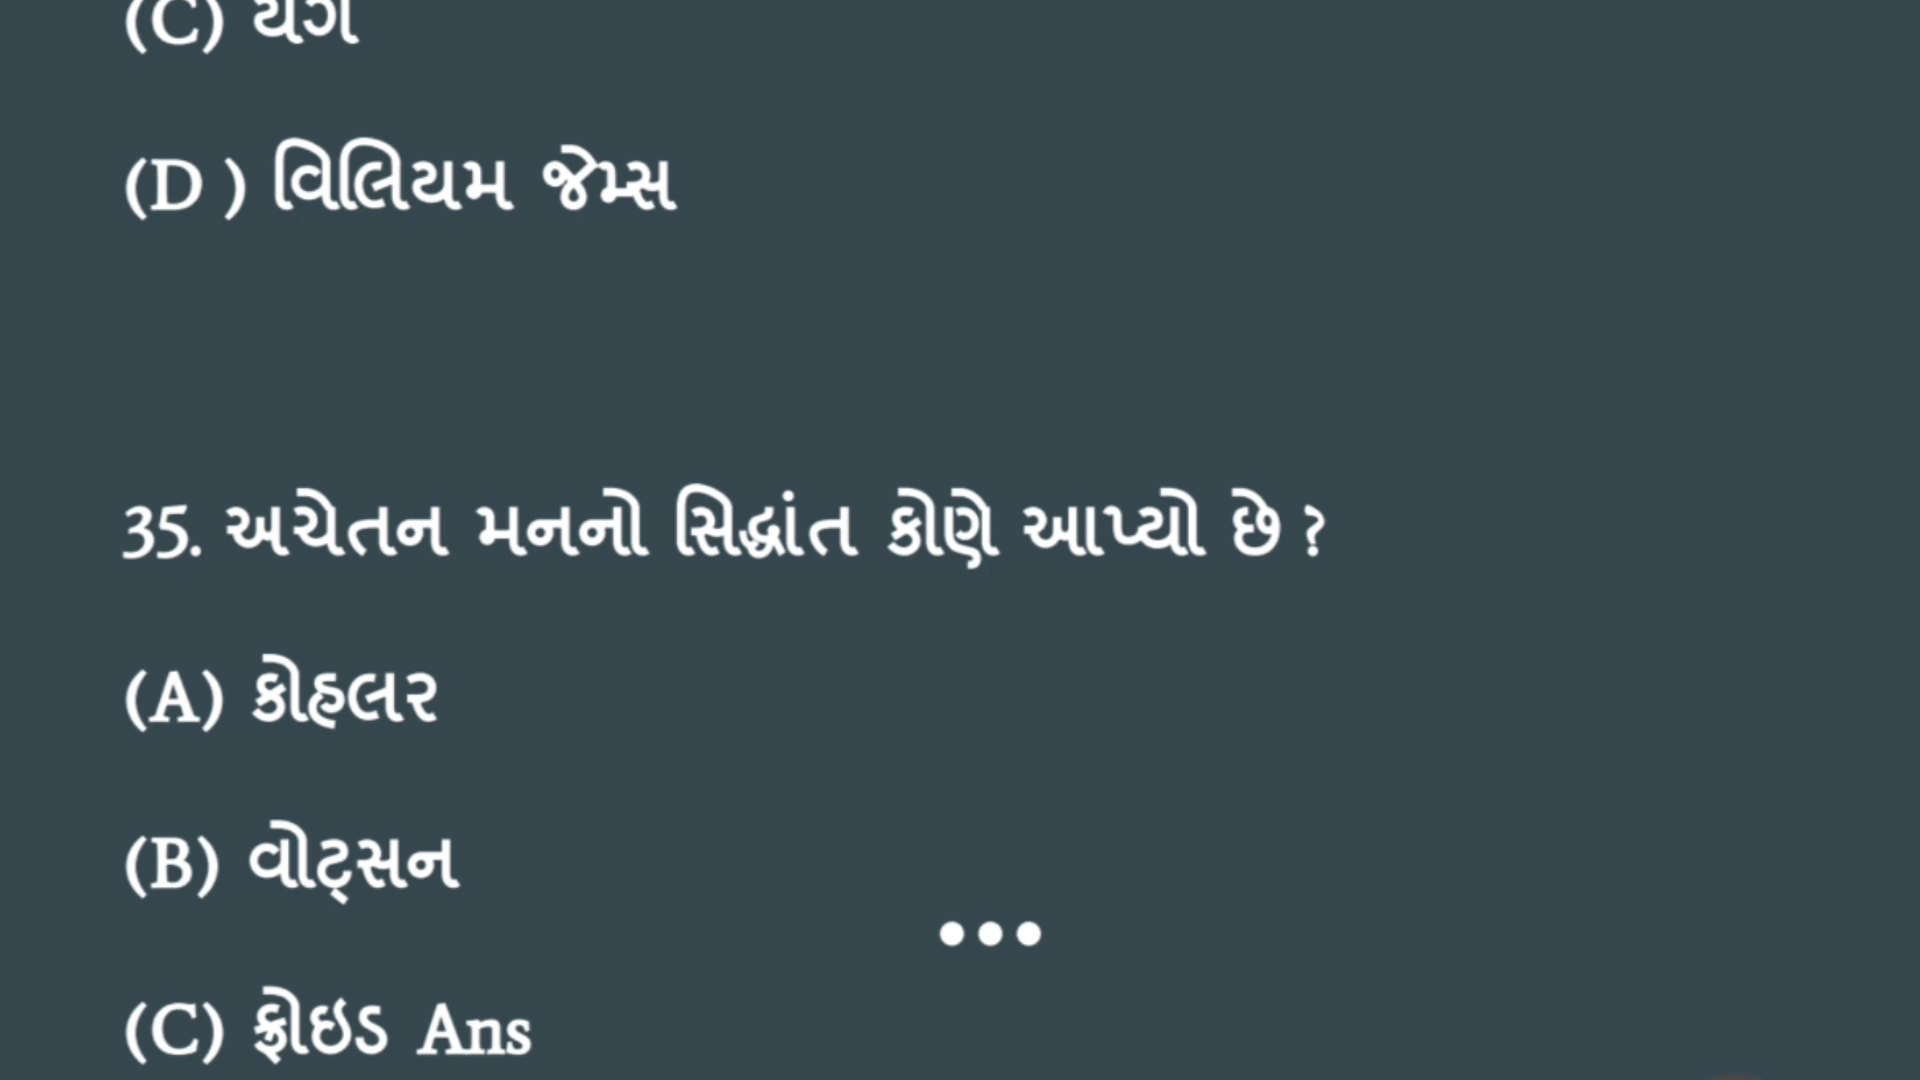 (C)
(D ) વિલિયમ જેમ્સ
35. અચેતન મનનો સિદ્ધાંત કોણે આપ્યો છે ?
(A) કોહલર
(B) વોટ્સન
(C) ફ્રોઇડ Ans